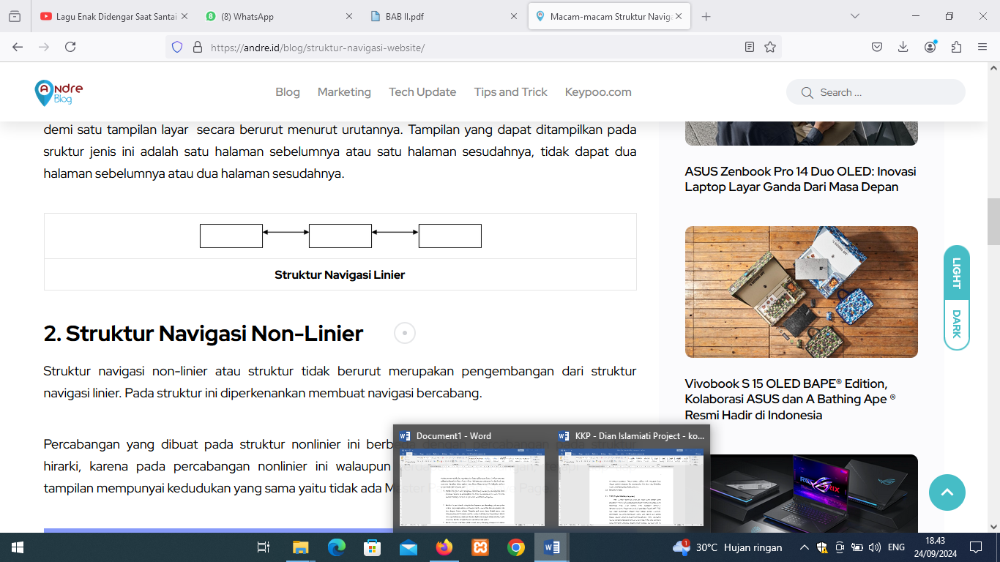 Lagu Enak Didengar Saat Santai
(8) WhatsApp
BAB II.pdf
Macam-macam Struktur Naviga
https://andre.id/blog/struktur-navigasi-website/
Andre
Blog
Blog
Marketing
Tech Update
Tips and Trick
Keypoo.com
Search ...
demi satu tampilan layar secara berurut menurut urutannya. Tampilan yang dapat ditampilkan pada
sruktur jenis ini adalah satu halaman sebelumnya atau satu halaman sesudahnya, tidak dapat dua
halaman sebelumnya atau dua halaman sesudahnya.
Struktur Navigasi Linier
2. Struktur Navigasi Non-Linier
Struktur navigasi non-linier atau struktur tidak berurut merupakan pengembangan dari struktur
navigasi linier. Pada struktur ini diperkenankan membuat navigasi bercabang.
Percabangan yang dibuat pada struktur nonlinier ini berbeda dengan percabangan pada struktur
hirarki, karena pada percabangan nonlinier ini walaupun
tampilan mempunyai kedudukan yang sama yaitu tidak ada Master Page
ASUS Zenbook Pro 14 Duo OLED: Inovasi
Laptop Layar Ganda Dari Masa Depan
Vivobook S 15 OLED BAPE® Edition,
Kolaborasi ASUS dan A Bathing Ape ®
Resmi Hadir di Indonesia
LIGHT
DARK
Document1 - Word
KKP - Dian Islamiati Project - ko...
1
30°C Hujan ringan
ENG
18.43
24/09/2024